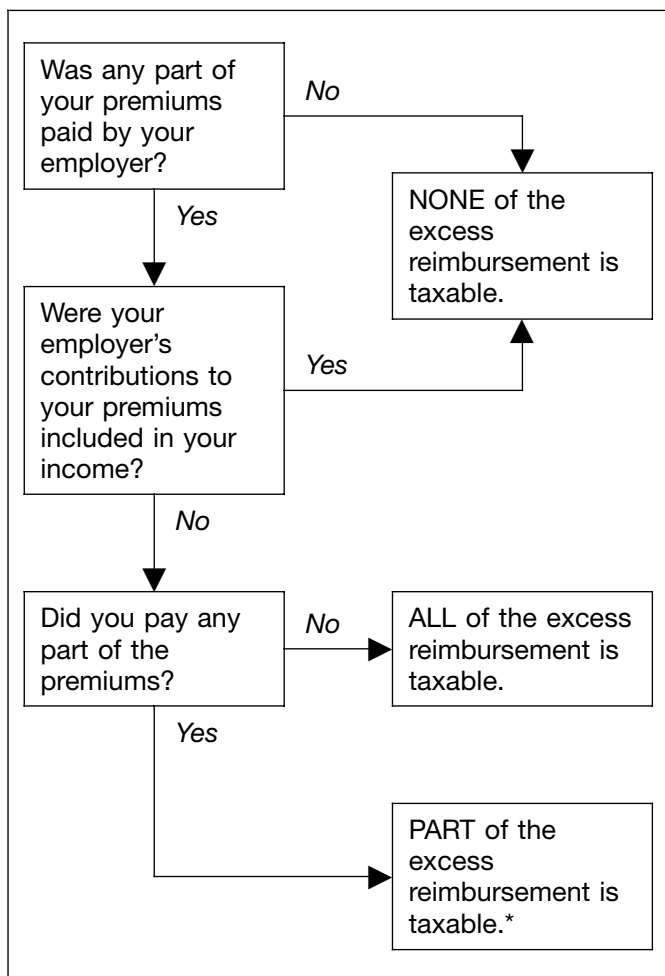 Was any part of
your premiums
paid by your
employer?
No
Yes
NONE of the
excess
reimbursement is
taxable.
Were your
employer’s
contributions to
your premiums
included in your
income?
Yes
No
Did you pay any
part of the
premiums?
No
ALL of the excess
reimbursement is
taxable.
Yes
PART of the
excess
reimbursement is
taxable.*